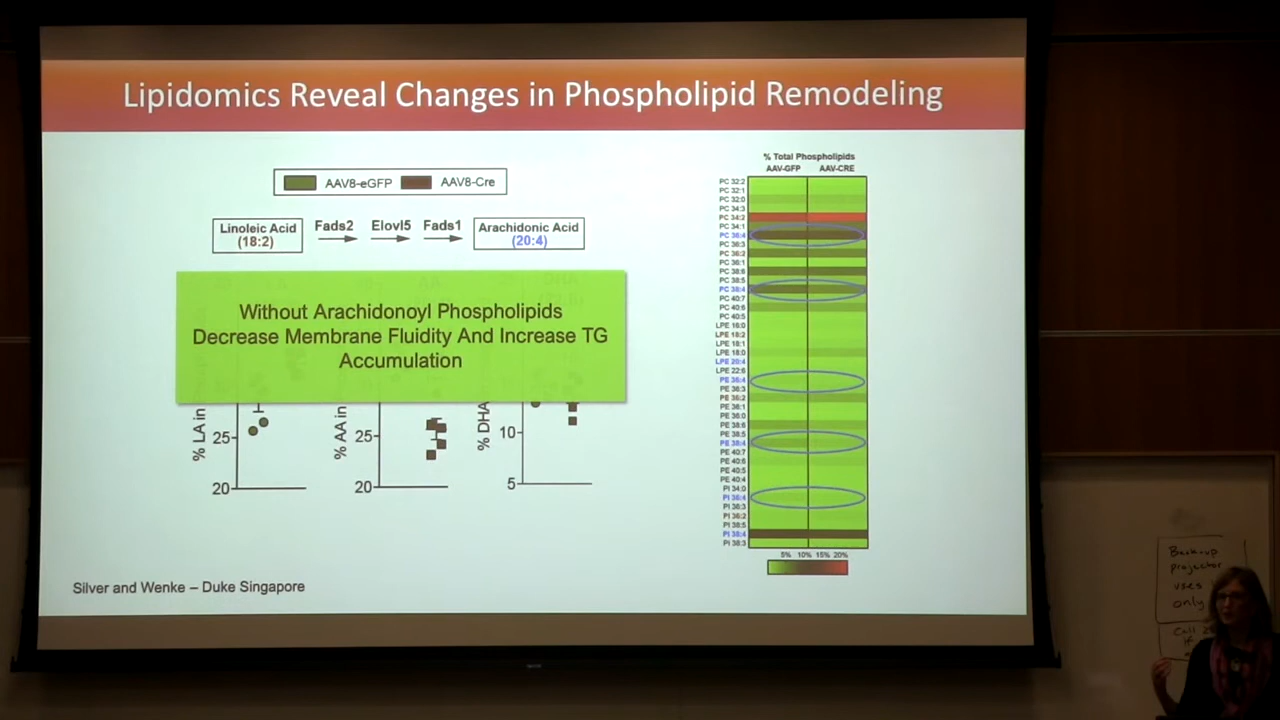 Lipidomics Reveal Changes in Phospholipid Remodeling
AAV8-eGFP
AAV8-Cre
Linoleic Acid
(18:2)
Fads2
Elovl5
Fads1
Arachidonic Acid
(20:4)
Without Arachidonoyl Phospholipids
Decrease Membrane Fluidity And Increase TG
Accumulation
% LA in
25
20
% AA in
25
20
% DHA
10
5
Silver and Wenke – Duke Singapore
% Total Phospholipids
AAV-GFP AAV-CRE
PC 32:2
PC 32:1
PC 32:0
PC 34:3
PC 34:2
PC 34:1
PC 36:4
PC 36:3
PC 36:2
PC 36:1
PC 38:6
PC 38:5
PC 38:4
PC 40:7
PC 40:6
PC 40:5
LPE 16:0
LPE 18:2
LPE 18:1
LPE 18:0
LPE 20:4
LPE 22:6
PE 36:4
PE 36:3
PE 36:2
PE 36:1
PE 36:0
PE 38:6
PE 38:5
PE 38:4
PE 40:7
PE 40:6
PE 40:5
PE 40:4
PI 34:0
PI 36:4
PI 36:3
PI 36:2
PI 38:5
PI 38:4
PI 38:3
5% 10% 15% 20%
Back-up
projector
uses
only
Call